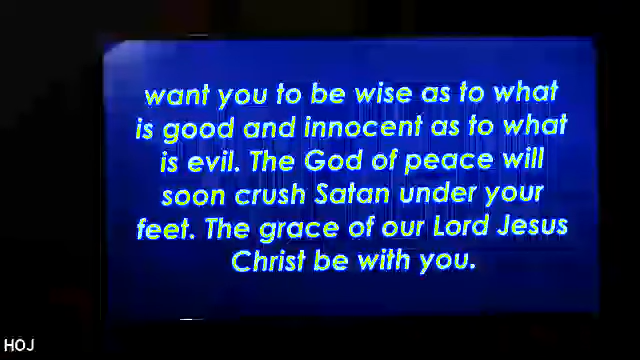 want you to be wise as to what
is good and innocent as to what
is evil. The God of peace will
soon crush Satan under your
feet. The grace of our Lord Jesus
Christ be with you.
HOJ